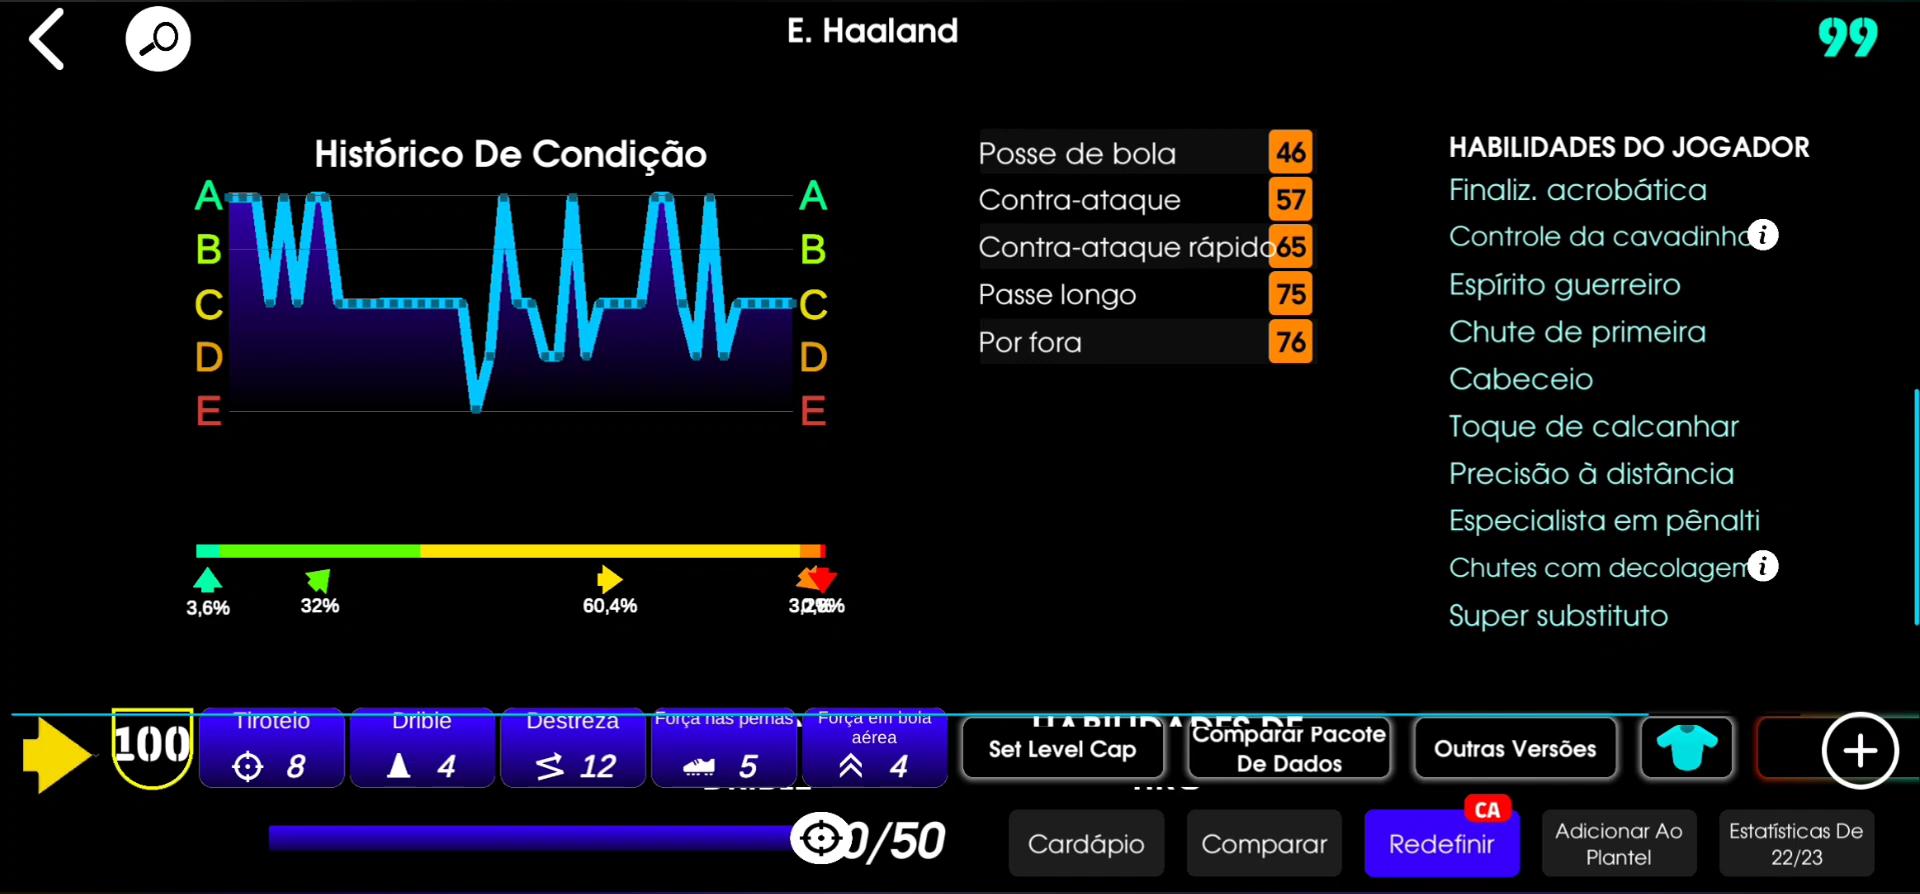 E. Haaland
99
Histórico De Condição
A A
B B
C C
D D
E E
3,6%
32%
60,4%
Posse de bola 46
Contra-ataque 57
Contra-ataque rápido 65
Passe longo 75
Por fora 76
HABILIDADES DO JOGADOR
Finaliz. acrobática
Controle da cavadinha
Espírito guerreiro
Chute de primeira
Cabeceio
Toque de calcanhar
Precisão à distância
Especialista em pênalti
Chutes com decolagem
Super substituto
100
Tiroteio
8
Drible
4
Destreza
12
Força nas pernas
5
Força em bola
aérea
4
HABILIDADES DE
Set Level Cap
Comparar Pacote
De Dados
Outras Versões
0/50
Cardápio
Comparar
CA
Redefinir
Adicionar Ao
Plantel
Estatísticas De
22/23